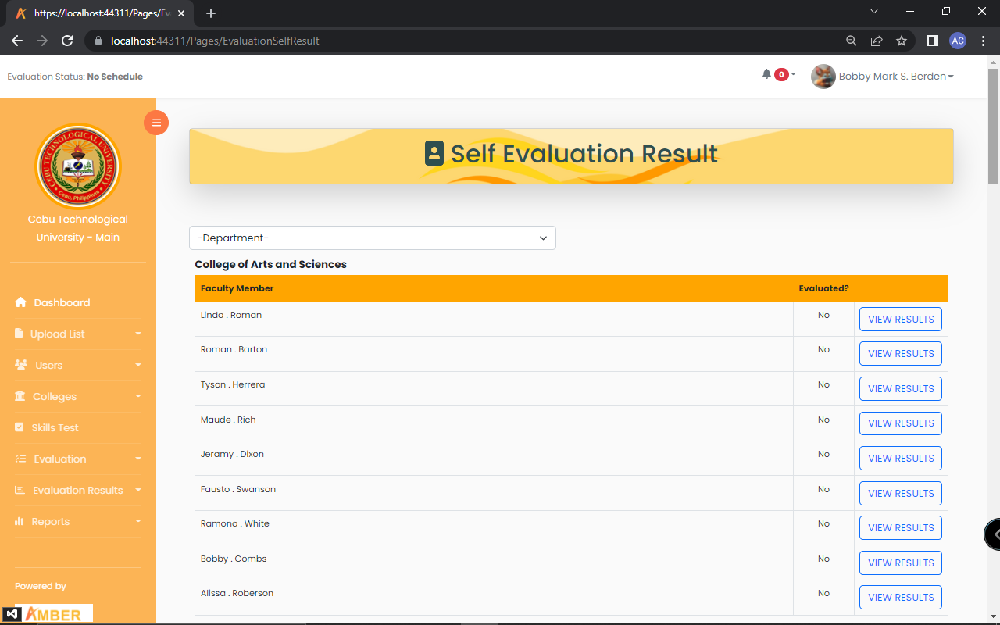 https://localhost:44311/Pages/Ev
localhost:44311/Pages/EvaluationSelfResult
AC
Evaluation Status: No Schedule
0
Bobby Mark S. Berden
CEBU TECHNOLOGICAL UNIVERSITY
Cebu, Philippines
Cebu Technological
University - Main
Dashboard
Upload List
Users
Colleges
Skills Test
Evaluation
Evaluation Results
Reports
Powered by
AMBER
Self Evaluation Result
-Department-
College of Arts and Sciences
Faculty Member Evaluated?
Linda . Roman No VIEW RESULTS
Roman . Barton No VIEW RESULTS
Tyson . Herrera No VIEW RESULTS
Maude . Rich No VIEW RESULTS
Jeramy . Dixon No VIEW RESULTS
Fausto . Swanson No VIEW RESULTS
Ramona . White No VIEW RESULTS
Bobby . Combs No VIEW RESULTS
Alissa . Roberson No VIEW RESULTS